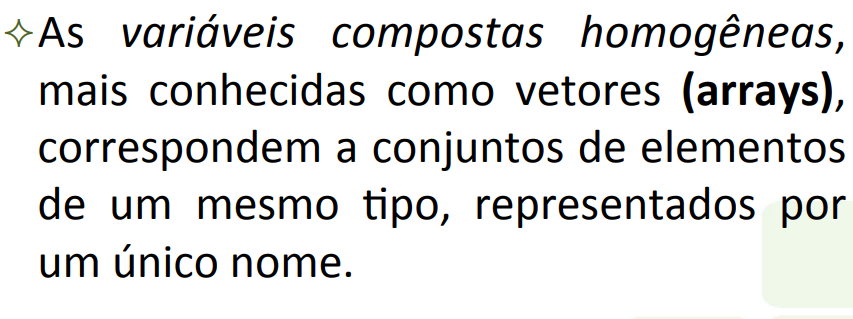 ✧As variáveis compostas homogêneas,
mais conhecidas como vetores (arrays),
correspondem a conjuntos de elementos
de um mesmo tipo, representados por
um único nome.